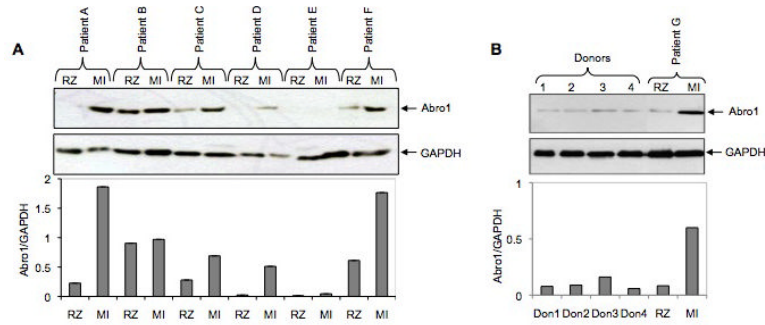 A
Patient A Patient B Patient C Patient D Patient E Patient F
RZ MI RZ MI RZ MI RZ MI RZ MI RZ MI
Abro1
GAPDH
Abro1/GAPDH
2
1.5
1
0.5
0
RZ MI RZ MI RZ MI RZ MI RZ MI RZ MI
B
Donors
Patient G
1 2 3 4 RZ MI
Abro1
GAPDH
Abro1/GAPDH
1
0.5
0
Don1 Don2 Don3 Don4 RZ MI